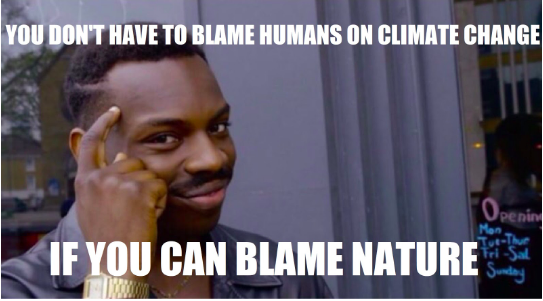 YOU DON'T HAVE TO BLAME HUMANS ON CLIMATE CHANGE
IF YOU CAN BLAME NATURE
Opening
Mon
Tue-Thur
Fri-Sat
Sunday